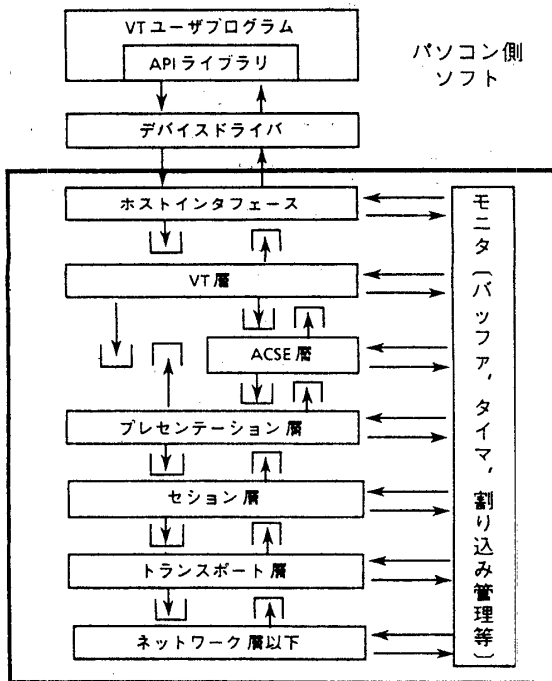 VTユーザプログラム
APIライブラリ
パソコン側
ソフト
デバイスドライバ
ホストインタフェース
VT層
ACSE層
プレセンテーション層
セション層
トランスポート層
ネットワーク層以下
モニタ〔バッファ，タイマ，割り込み管理等〕